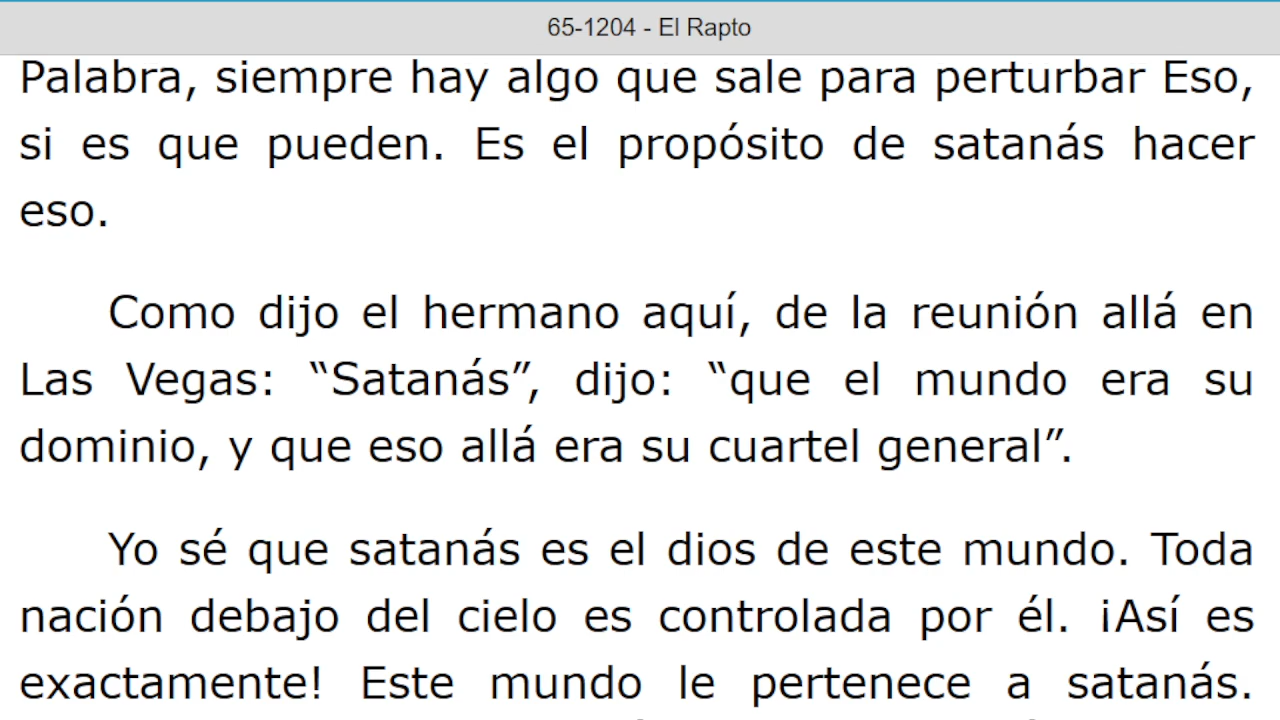 65-1204 - El Rapto
Palabra, siempre hay algo que sale para perturbar Eso,
si es que pueden. Es el propósito de satanás hacer
eso.
Como dijo el hermano aquí, de la reunión allá en
Las Vegas: “Satanás”, dijo: “que el mundo era su
dominio, y que eso allá era su cuartel general”.
Yo sé que satanás es el dios de este mundo. Toda
nación debajo del cielo es controlada por él. ¡Así es
exactamente! Este mundo le pertenece a satanás.